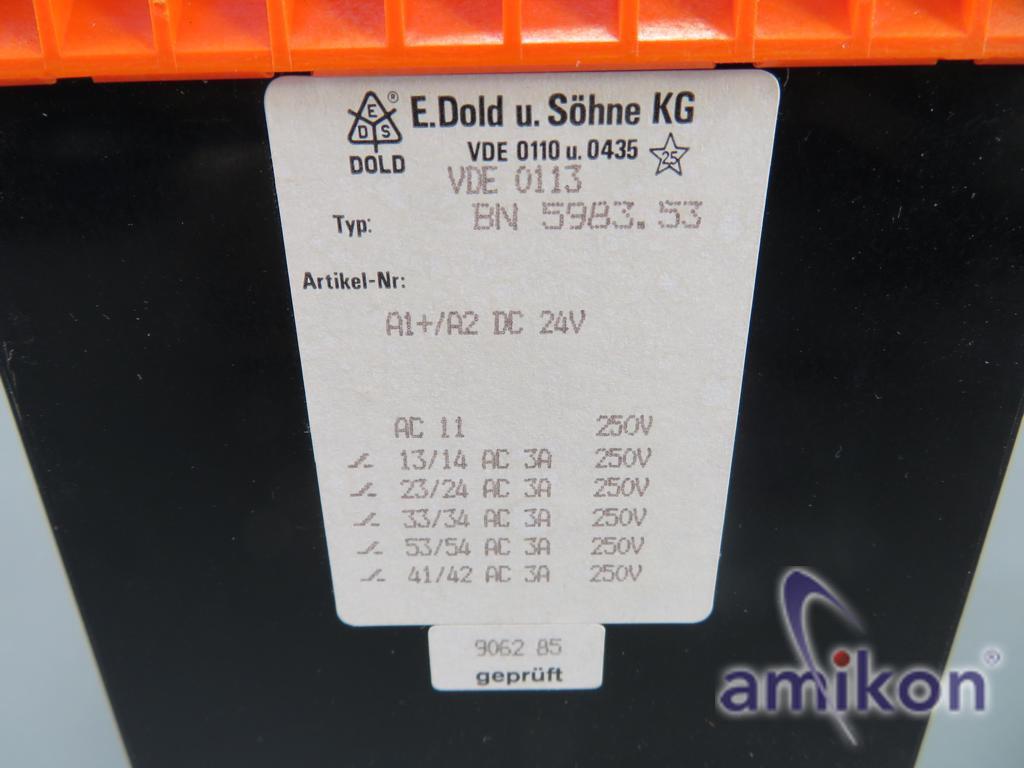 E
D S
®
DOLD
E.Dold u. Söhne KG
VDE 0110 u. 0435
25
VDE 0113
Typ: BN 5983.53
Artikel-Nr:
A1+/A2 DC 24V
AC 11 250V
13/14 AC 3A 250V
23/24 AC 3A 250V
33/34 AC 3A 250V
53/54 AC 3A 250V
41/42 AC 3A 250V
9062 85
geprüft
amikon®